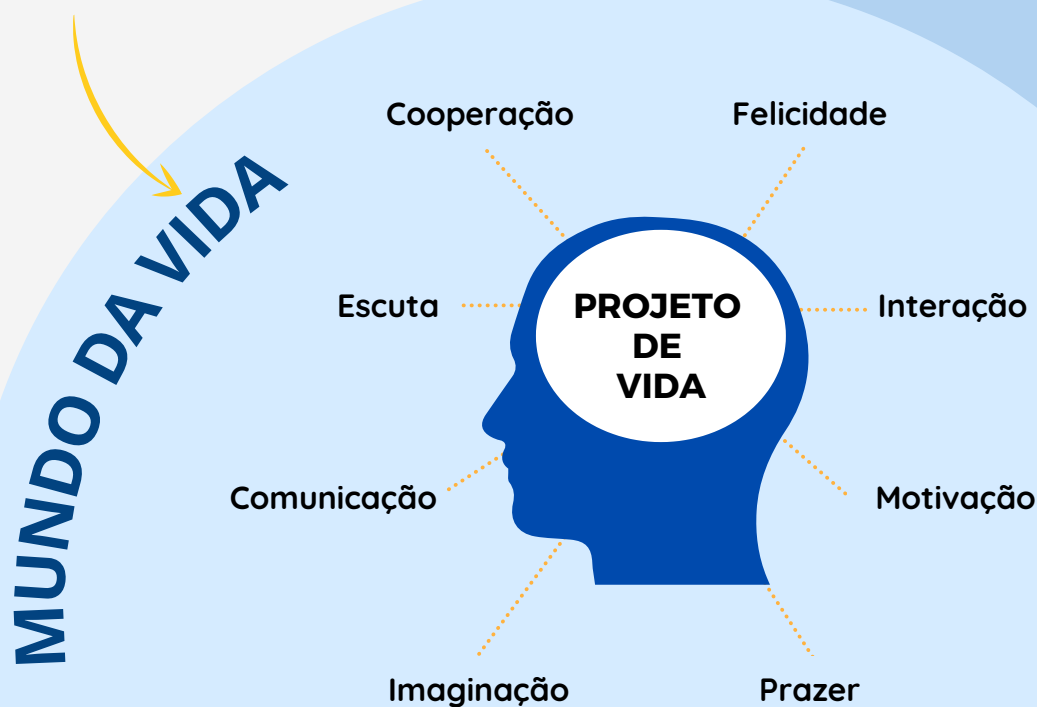 MUNDO DA VIDA
Cooperação
Felicidade
Escuta
PROJETO
DE
VIDA
Interação
Comunicação
Motivação
Imaginação
Prazer